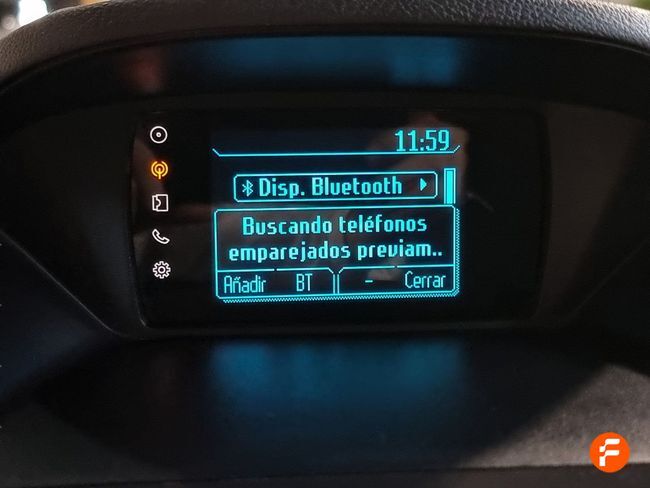 11:59
Disp. Bluetooth
Buscando teléfonos
emparejados previam..
Añadir BT - Cerrar